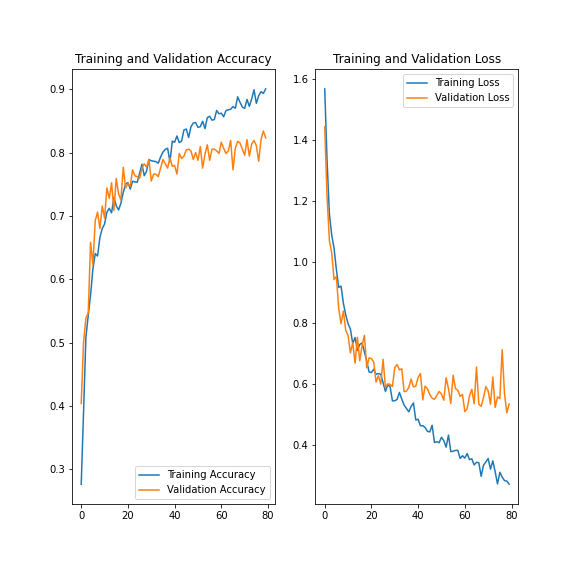 Training and Validation Accuracy
0.9
0.8
0.7
0.6
0.5
0.4
0.3
Training Accuracy
Validation Accuracy
0 20 40 60 80
Training and Validation Loss
1.6
1.4
1.2
1.0
0.8
0.6
0.4
Training Loss
Validation Loss
0 20 40 60 80